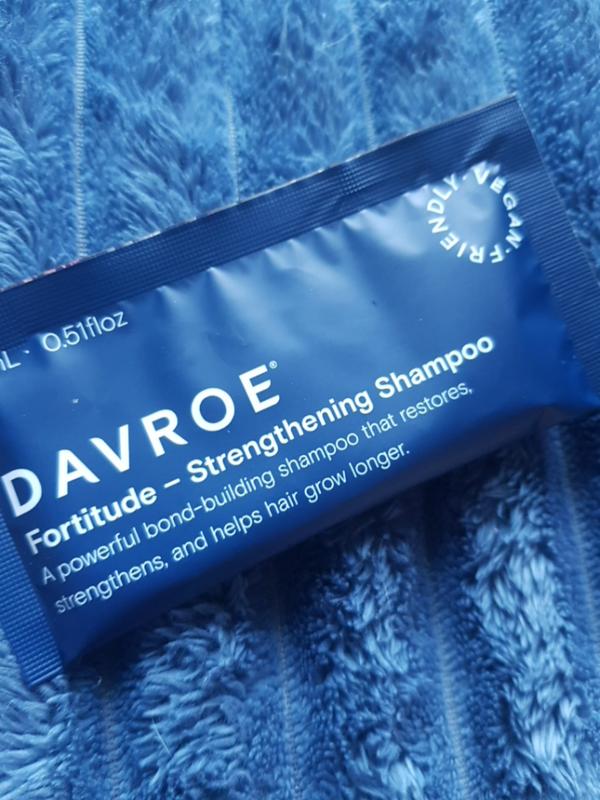 mL · 0.51floz
VEGAN · FRIENDLY ·
DAVROE®
Fortitude – Strengthening Shampoo
A powerful bond-building shampoo that restores,
strengthens, and helps hair grow longer.